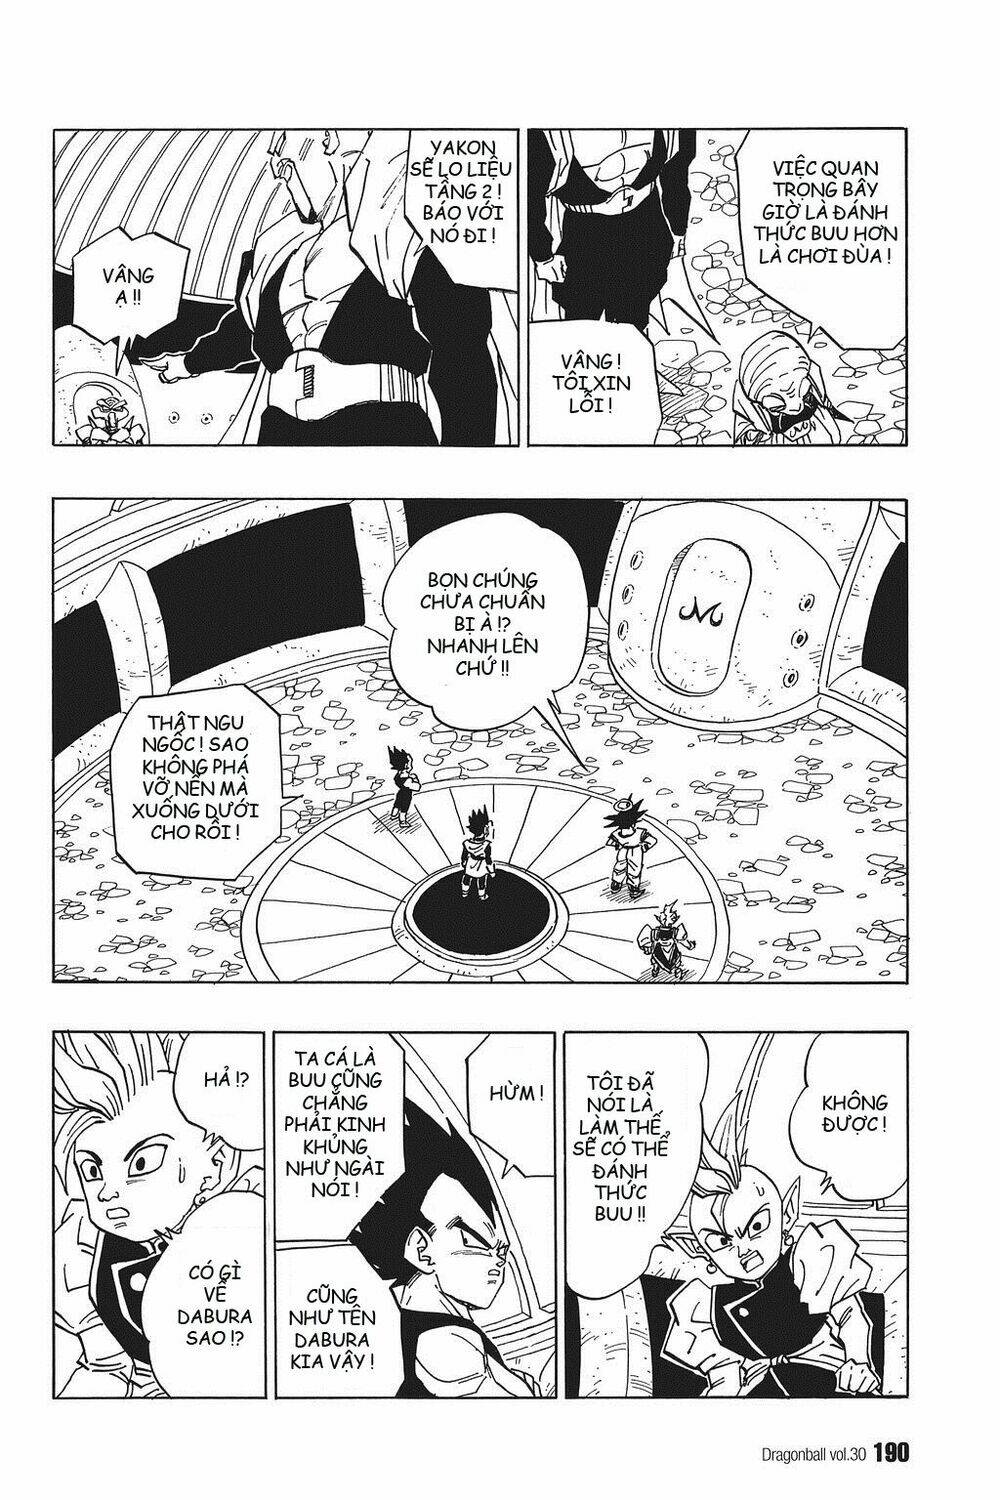 VIỆC QUAN
TRỌNG BÂY
GIỜ LÀ ĐÁNH
THỨC BUU HƠN
LÀ CHƠI ĐÙA !
VÂNG !
TÔI XIN
LỖI !
YAKON
SẼ LO LIỆU
TẦNG 2 !
BÁO VỚI
NÓ ĐI !
VÂNG
Ạ !!
BỌN CHÚNG
CHƯA CHUẨN
BỊ À !?
NHANH LÊN
CHỨ !!
THẬT NGU
NGỐC ! SAO
KHÔNG PHÁ
VỠ NỀN MÀ
XUỐNG DƯỚI
CHO RỒI !
KHÔNG
ĐƯỢC !
TÔI ĐÃ
NÓI LÀ
LÀM THẾ
SẼ CÓ THỂ
ĐÁNH
THỨC
BUU !!
HỪM !
TA CÁ LÀ
BUU CŨNG
CHẲNG
PHẢI KINH
KHỦNG
NHƯ NGÀI
NÓI !
CŨNG
NHƯ TÊN
DABURA
KIA VẬY !
HẢ !?
CÓ GÌ
VỀ
DABURA
SAO !?
Dragonball vol.30 190